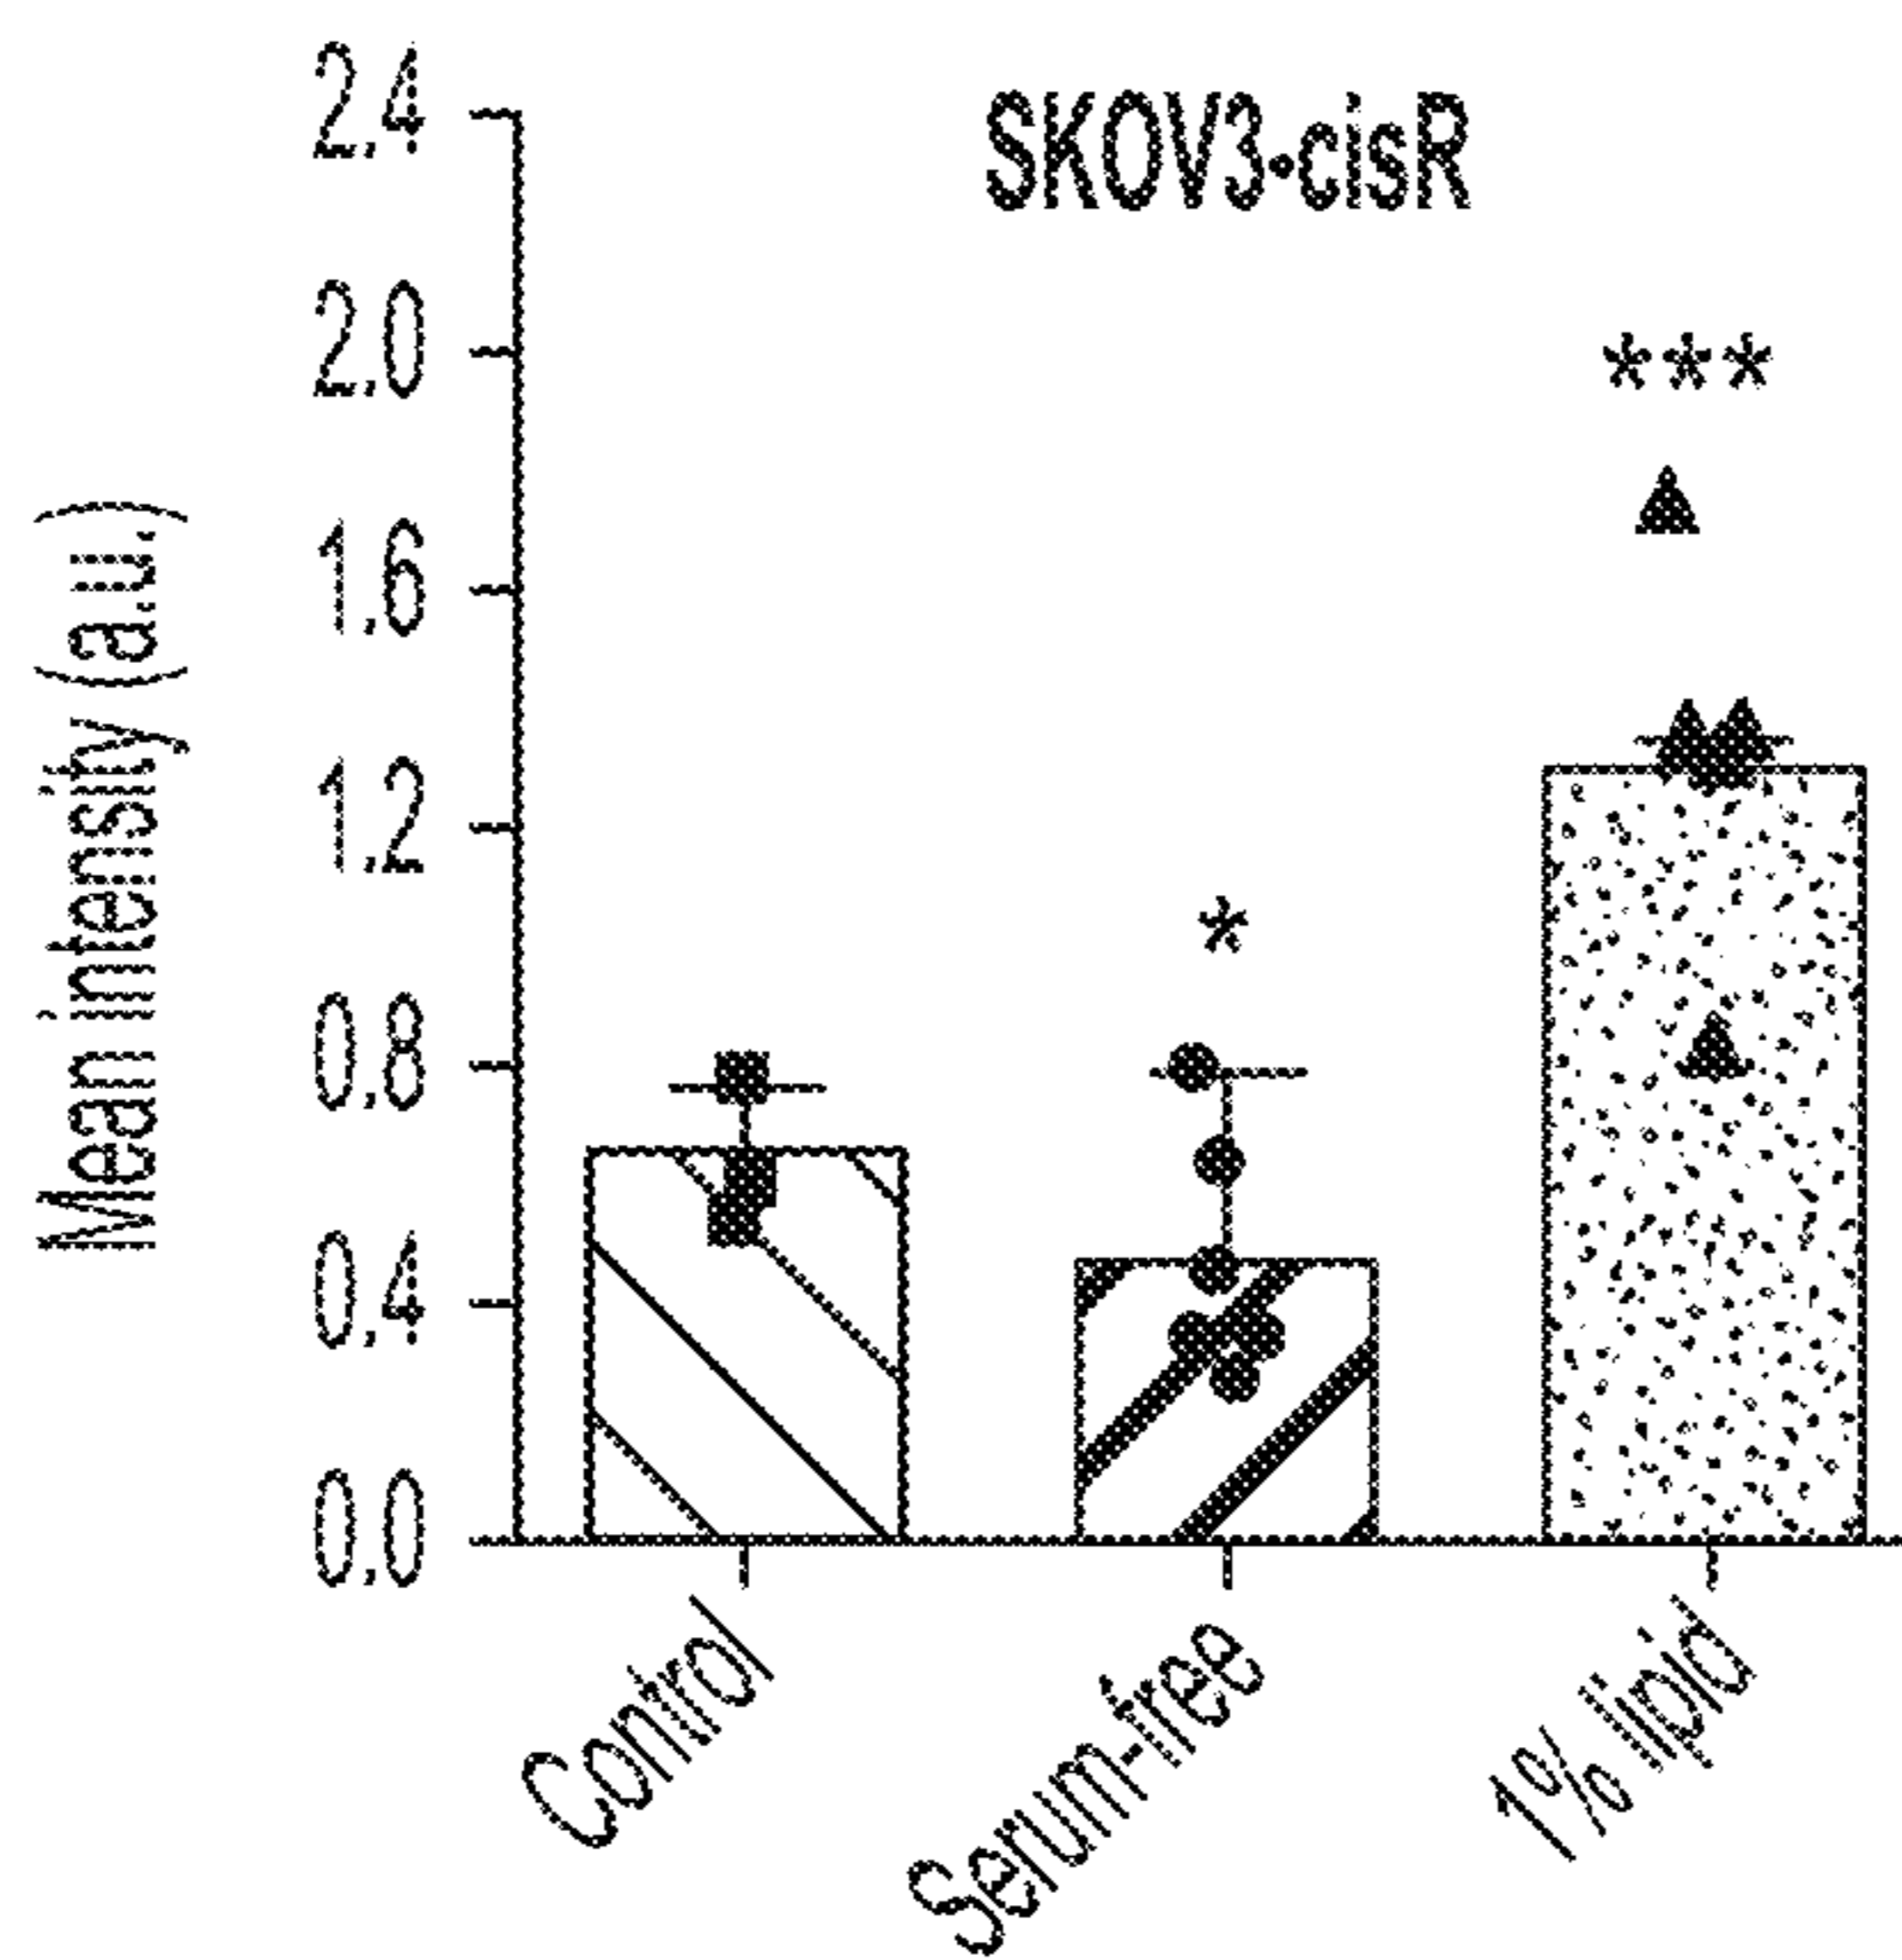 SKOV3•cisR
Mean intensity (a.u.)
2.4
2.0
1.6
1.2
0.8
0.4
0.0
***
*
Control
Serum-free
1% lipid